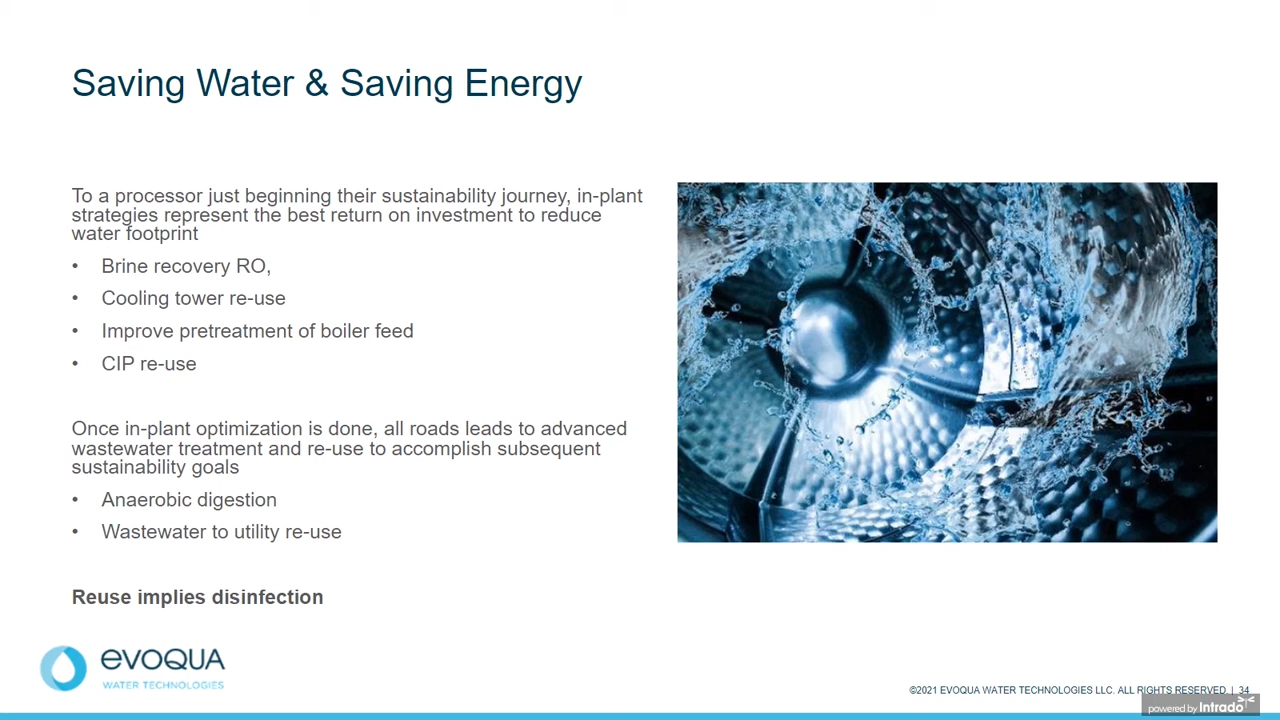 Saving Water & Saving Energy
To a processor just beginning their sustainability journey, in-plant
strategies represent the best return on investment to reduce
water footprint
• Brine recovery RO,
• Cooling tower re-use
• Improve pretreatment of boiler feed
• CIP re-use
Once in-plant optimization is done, all roads leads to advanced
wastewater treatment and re-use to accomplish subsequent
sustainability goals
• Anaerobic digestion
• Wastewater to utility re-use
Reuse implies disinfection
evoqua
WATER TECHNOLOGIES
©2021 EVOQUA WATER TECHNOLOGIES LLC. ALL RIGHTS RESERVED. | 34
powered by Intrado